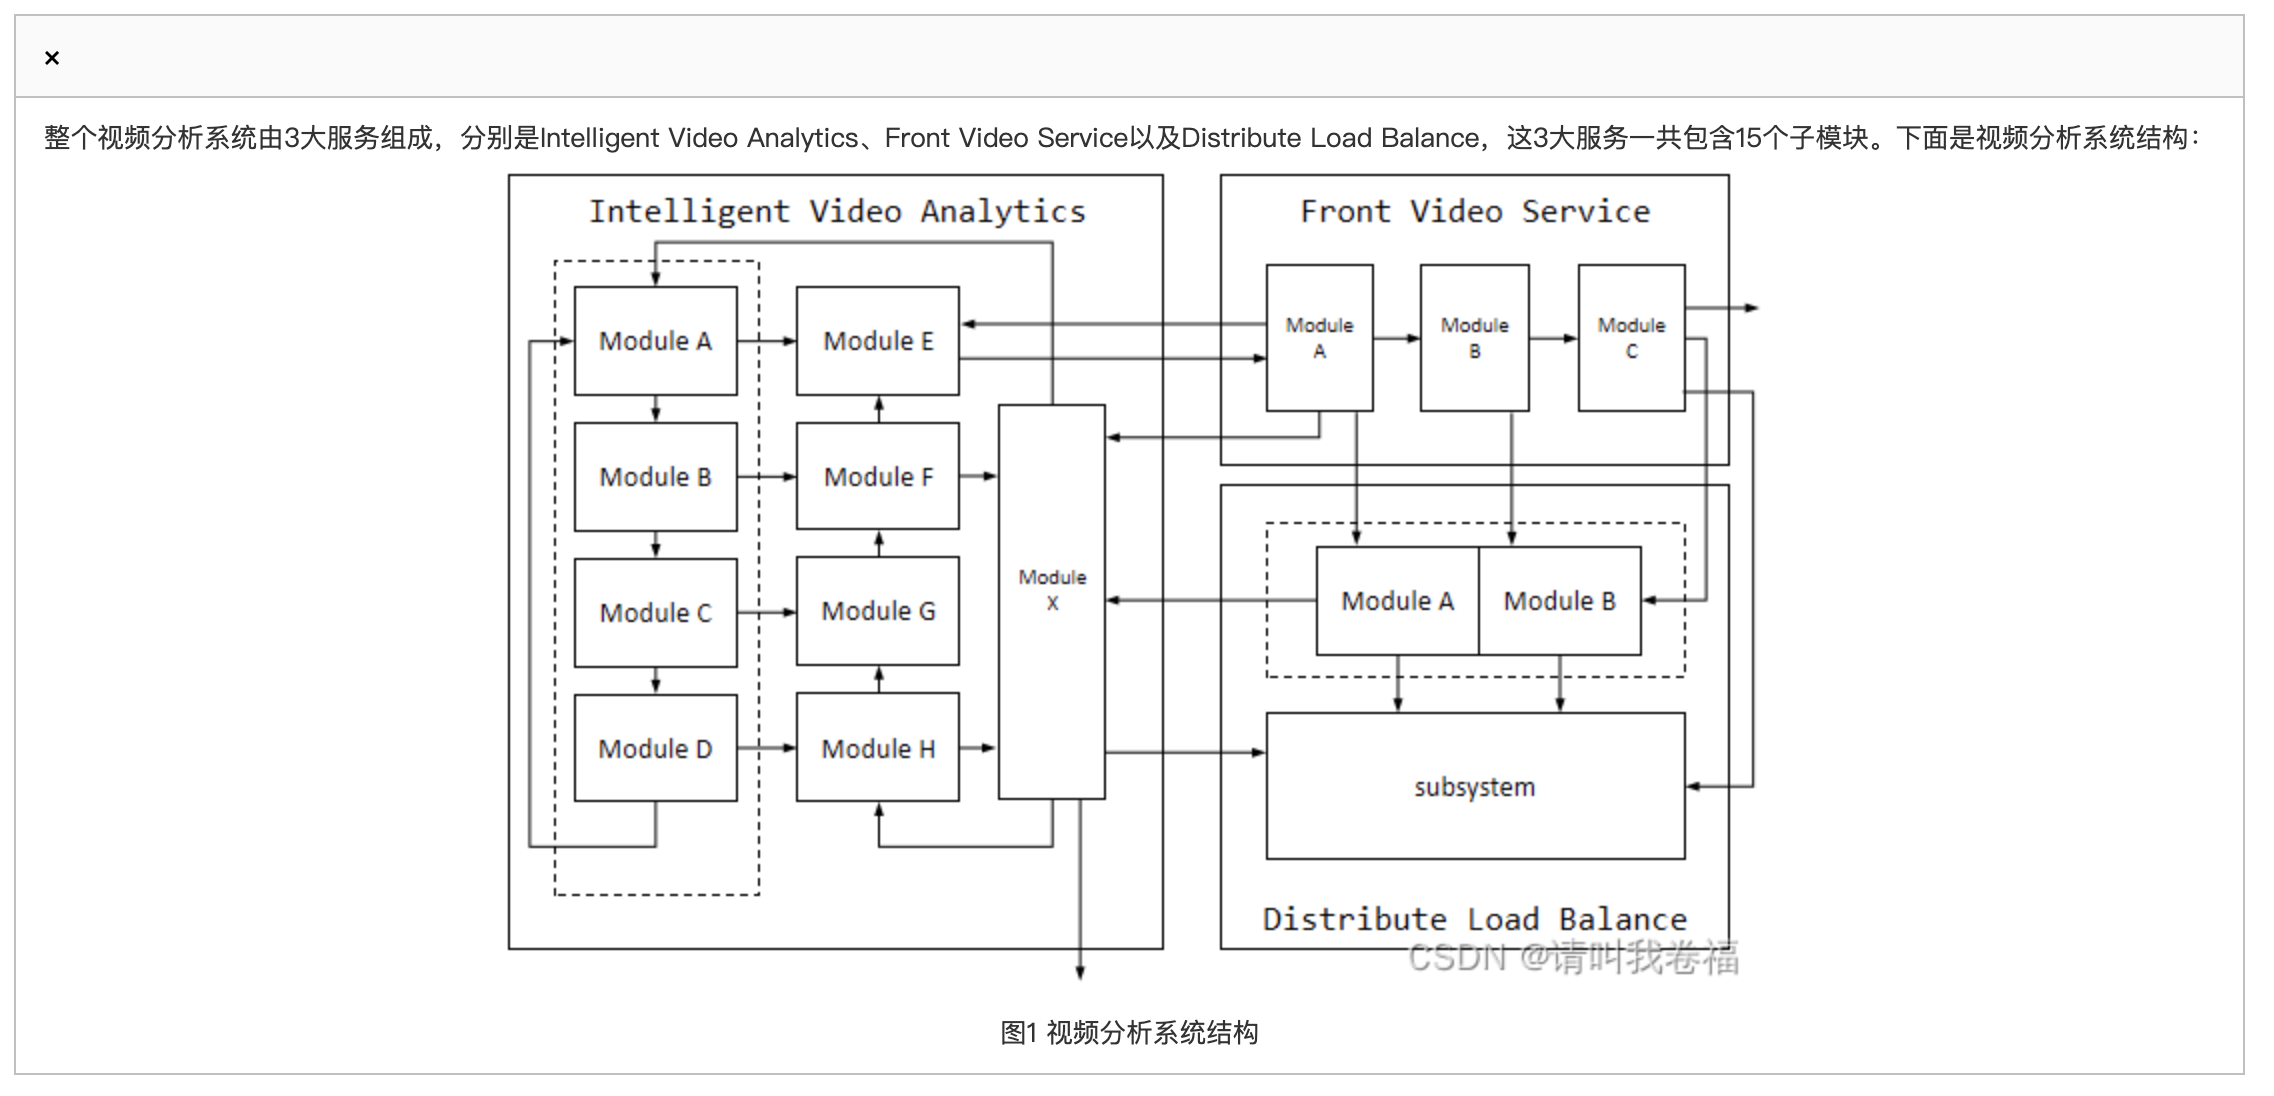 ×
整个视频分析系统由3大服务组成，分别是Intelligent Video Analytics、Front Video Service以及Distribute Load Balance，这3大服务一共包含15个子模块。下面是视频分析系统结构：
Intelligent Video Analytics
Module A
Module E
Module B
Module F
Module C
Module G
Module D
Module H
Module
X
Front Video Service
Module
A
Module
B
Module
C
Module A
Module B
subsystem
Distribute Load Balance
CSDN @请叫我卷福
图1 视频分析系统结构